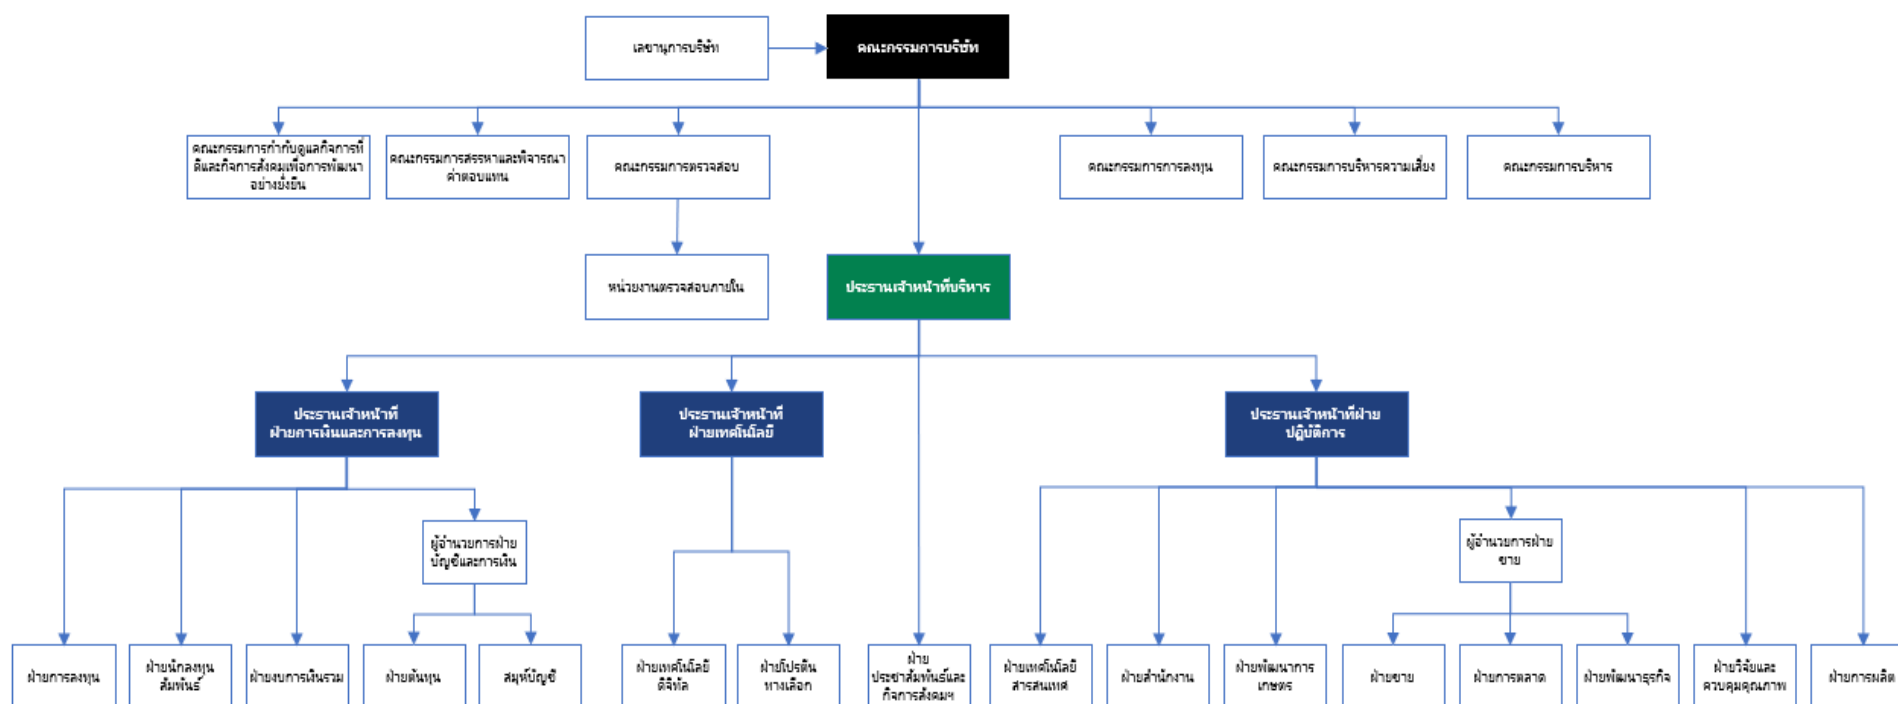 เลขานุการบริษัท
คณะกรรมการบริษัท
คณะกรรมการกำกับดูแลกิจการที่
ดีและกิจการสังคมเพื่อการพัฒนา
อย่างยั่งยืน
คณะกรรมการสรรหาและพิจารณา
ค่าตอบแทน
คณะกรรมการตรวจสอบ
คณะกรรมการการลงทุน
คณะกรรมการบริหารความเสี่ยง
คณะกรรมการบริหาร
หน่วยงานตรวจสอบภายใน
ประธานเจ้าหน้าที่บริหาร
ประธานเจ้าหน้าที่
ฝ่ายการเงินและการลงทุน
ประธานเจ้าหน้าที่
ฝ่ายเทคโนโลยี
ประธานเจ้าหน้าที่ฝ่าย
ปฏิบัติการ
ผู้อำนวยการฝ่าย
บัญชีและการเงิน
ผู้อำนวยการฝ่าย
ขาย
ฝ่ายการลงทุน
ฝ่ายนักลงทุน
สัมพันธ์
ฝ่ายงบการเงินรวม
ฝ่ายต้นทุน
สมุห์บัญชี
ฝ่ายเทคโนโลยี
ดิจิทัล
ฝ่ายโปรตีน
ทางเลือก
ฝ่าย
ประชาสัมพันธ์และ
กิจการสังคมฯ
ฝ่ายเทคโนโลยี
สารสนเทศ
ฝ่ายสำนักงาน
ฝ่ายพัฒนาการ
เกษตร
ฝ่ายขาย
ฝ่ายการตลาด
ฝ่ายพัฒนาธุรกิจ
ฝ่ายวิจัยและ
ควบคุมคุณภาพ
ฝ่ายการผลิต